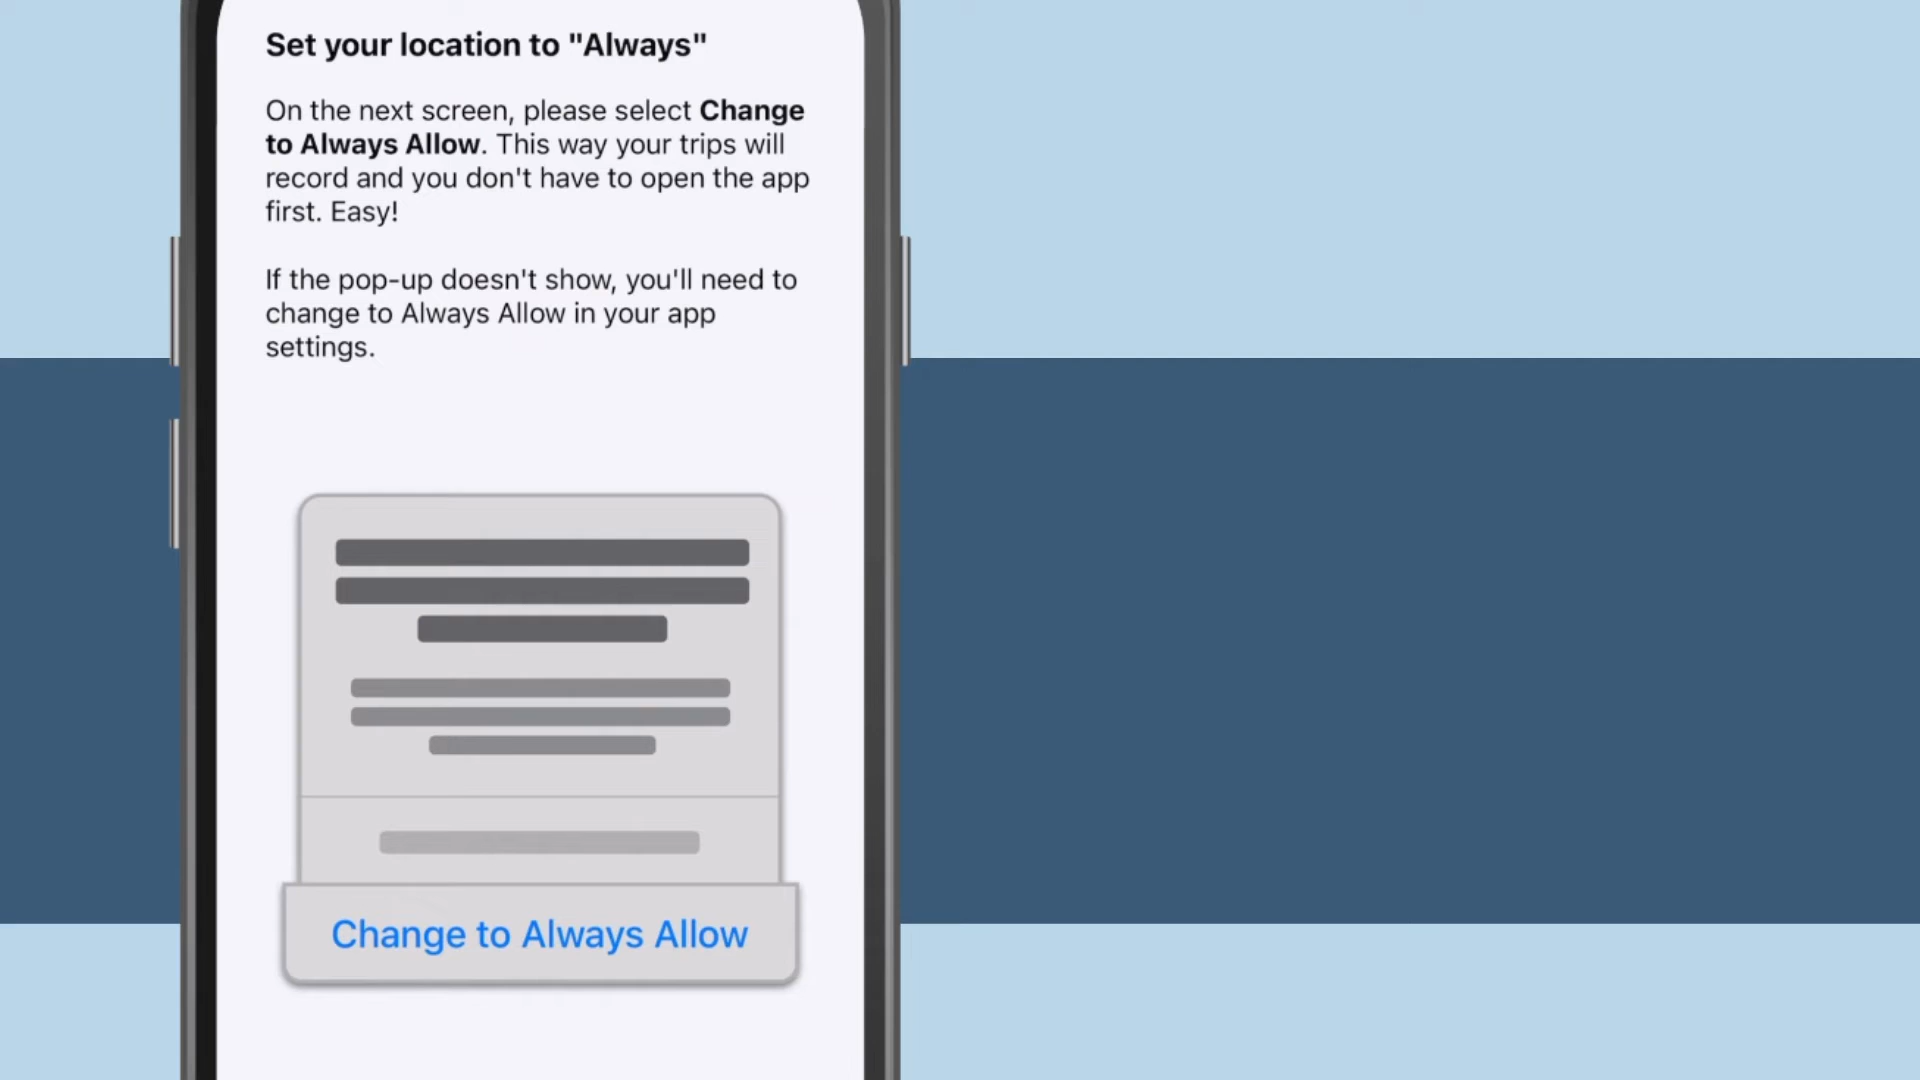 Set your location to "Always"
On the next screen, please select Change
to Always Allow. This way your trips will
record and you don't have to open the app
first. Easy!
If the pop-up doesn't show, you'll need to
change to Always Allow in your app
settings.
Change to Always Allow